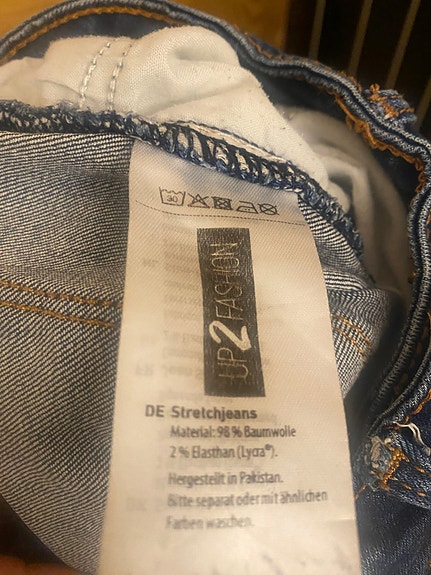 30
UP2FASHION
DE Stretchjeans
Material: 98 % Baumwolle
2 % Elasthan (Lycra®).
Hergestellt in Pakistan.
Bitte separat oder mit ähnlichen
Farben waschen.